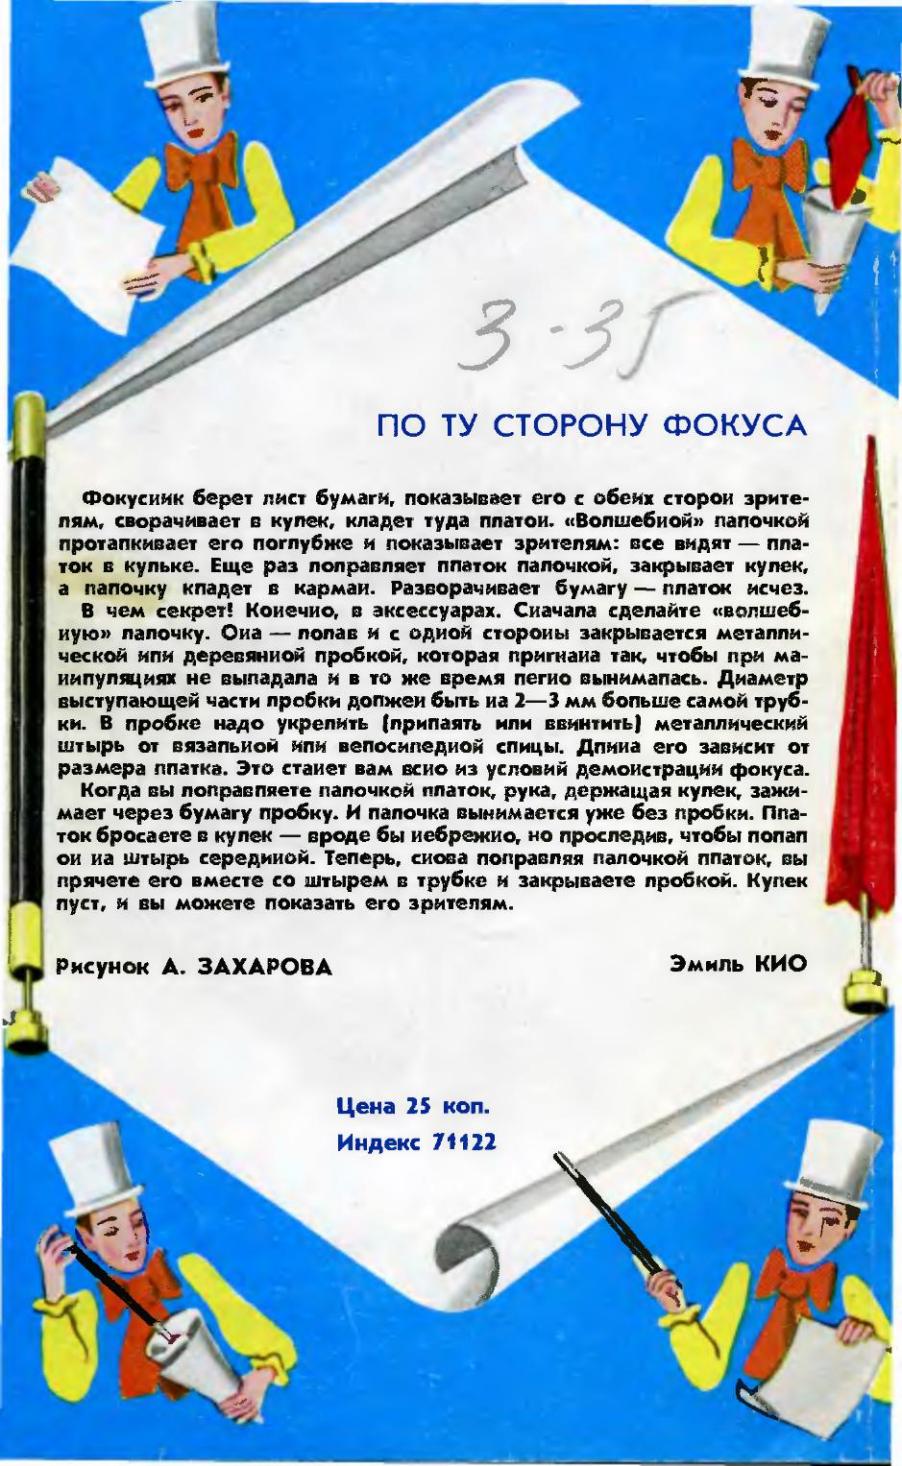 3-35
ПО ТУ СТОРОНУ ФОКУСА
Фокусник берет лист бумаги, показывает его с обеих сторон зрите-
лям, сворачивает в кулек, кладет туда платок. «Волшебной» палочкой
проталкивает его поглубже и показывает зрителям: все видят — пла-
ток в кульке. Еще раз поправляет платок палочкой, закрывает кулек,
а палочку кладет в карман. Разворачивает бумагу — платок исчез.
В чем секрет! Конечно, в аксессуарах. Сначала сделайте «волшеб-
ную» палочку. Она — полая и с одной стороны закрывается металли-
ческой или деревянной пробкой, которая пригнана так, чтобы при ма-
нипуляциях не выпадала и в то же время легко вынималась. Диаметр
выступающей части пробки должен быть на 2—3 мм больше самой труб-
ки. В пробке надо укрепить (припаять или ввинтить) металлический
штырь от вязальной или велосипедной спицы. Длина его зависит от
размера платка. Это станет вам ясно из условий демонстрации фокуса.
Когда вы поправляете палочкой платок, рука, держащая кулек, зажи-
мает через бумагу пробку. И палочка вынимается уже без пробки. Пла-
ток бросаете в кулек — вроде бы небрежно, но проследив, чтобы попал
он на штырь серединой. Теперь, снова поправляя палочкой платок, вы
прячете его вместе со штырем в трубке и закрываете пробкой. Кулек
пуст, и вы можете показать его зрителям.
Рисунок А. ЗАХАРОВА
Эмиль КИО
Цена 25 коп.
Индекс 71122